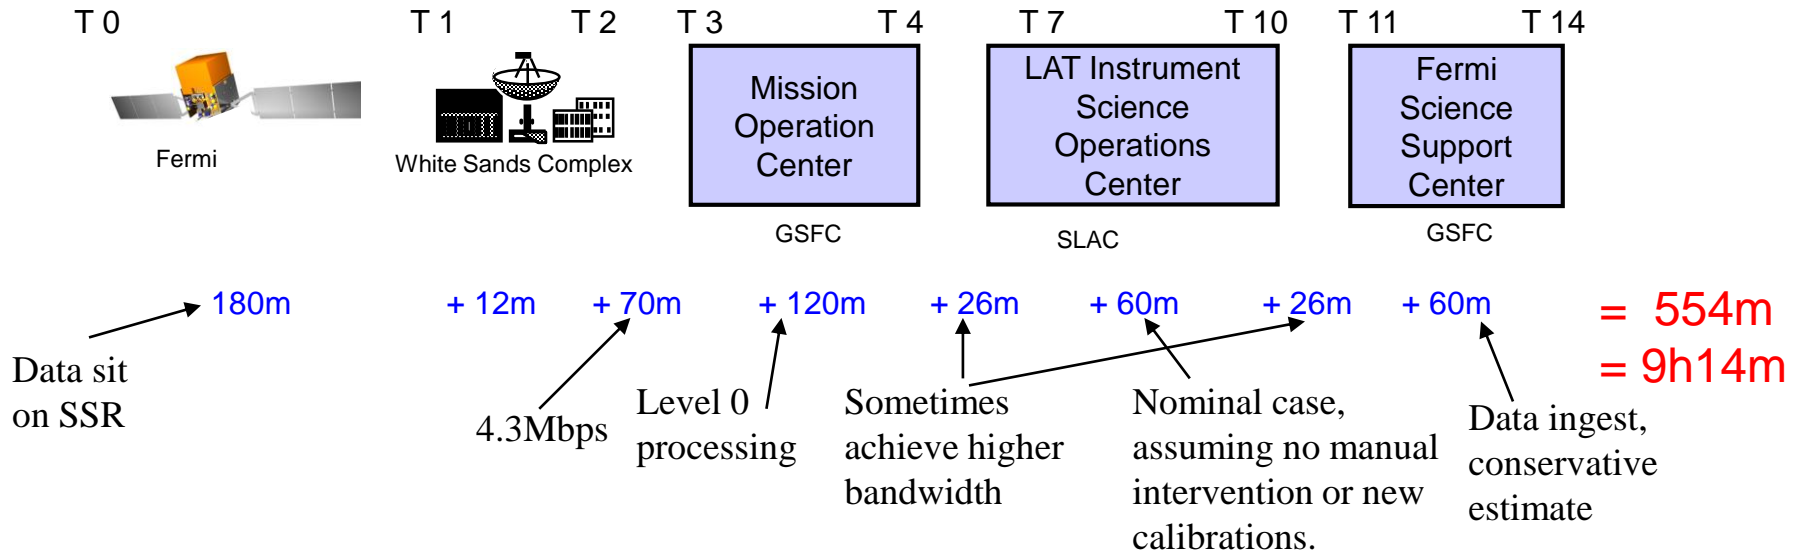 T 0 T 1 T 2 T 3 T 4 T 7 T 10 T 11 T 14
Fermi
White Sands Complex
Mission
Operation
Center
GSFC
LAT Instrument
Science
Operations
Center
SLAC
Fermi
Science
Support
Center
GSFC
180m + 12m + 70m + 120m + 26m + 60m + 26m + 60m = 554m
= 9h14m
Data sit
on SSR
4.3Mbps
Level 0
processing
Sometimes
achieve higher
bandwidth
Nominal case,
assuming no manual
intervention or new
calibrations.
Data ingest,
conservative
estimate